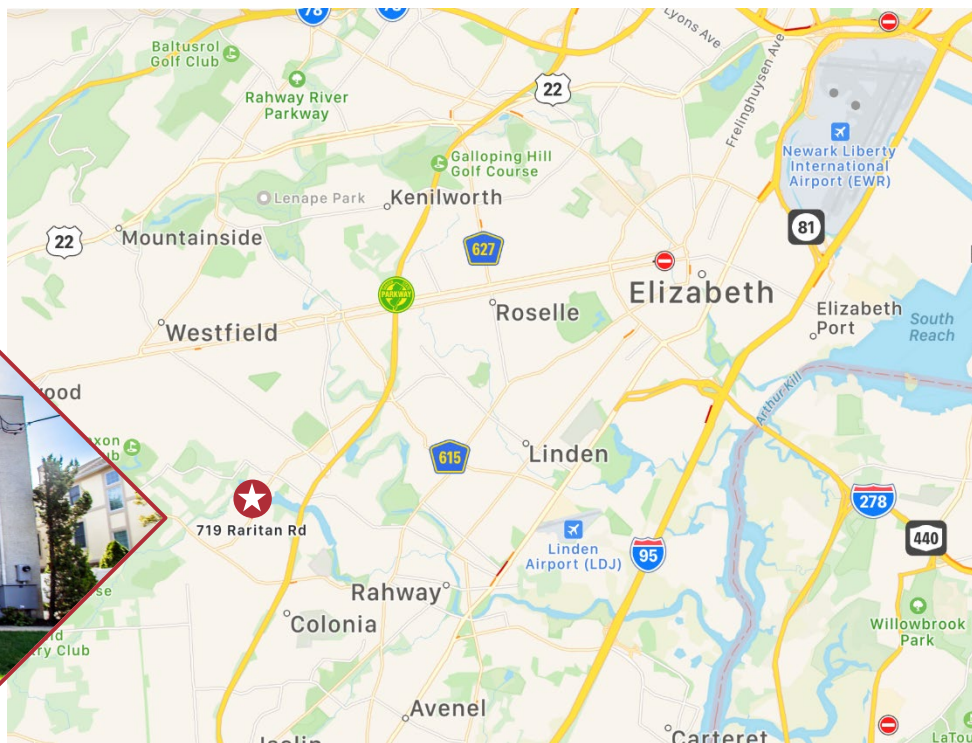 78
78
Lyons Ave
Baltusrol
Golf Club
Rahway River
Parkway
22
Frelinghuysen Ave
Newark Liberty
International
Airport (EWR)
Galloping Hill
Golf Course
Lenape Park
Kenilworth
22
Mountainside
627
81
PARKWAY
Elizabeth
Roselle
Elizabeth
Port
South
Reach
Westfield
Arthur Kill
615
Linden
719 Raritan Rd
278
440
Linden
Airport (LDJ)
95
Rahway
Colonia
Willowbrook
Park
Avenel
Carteret